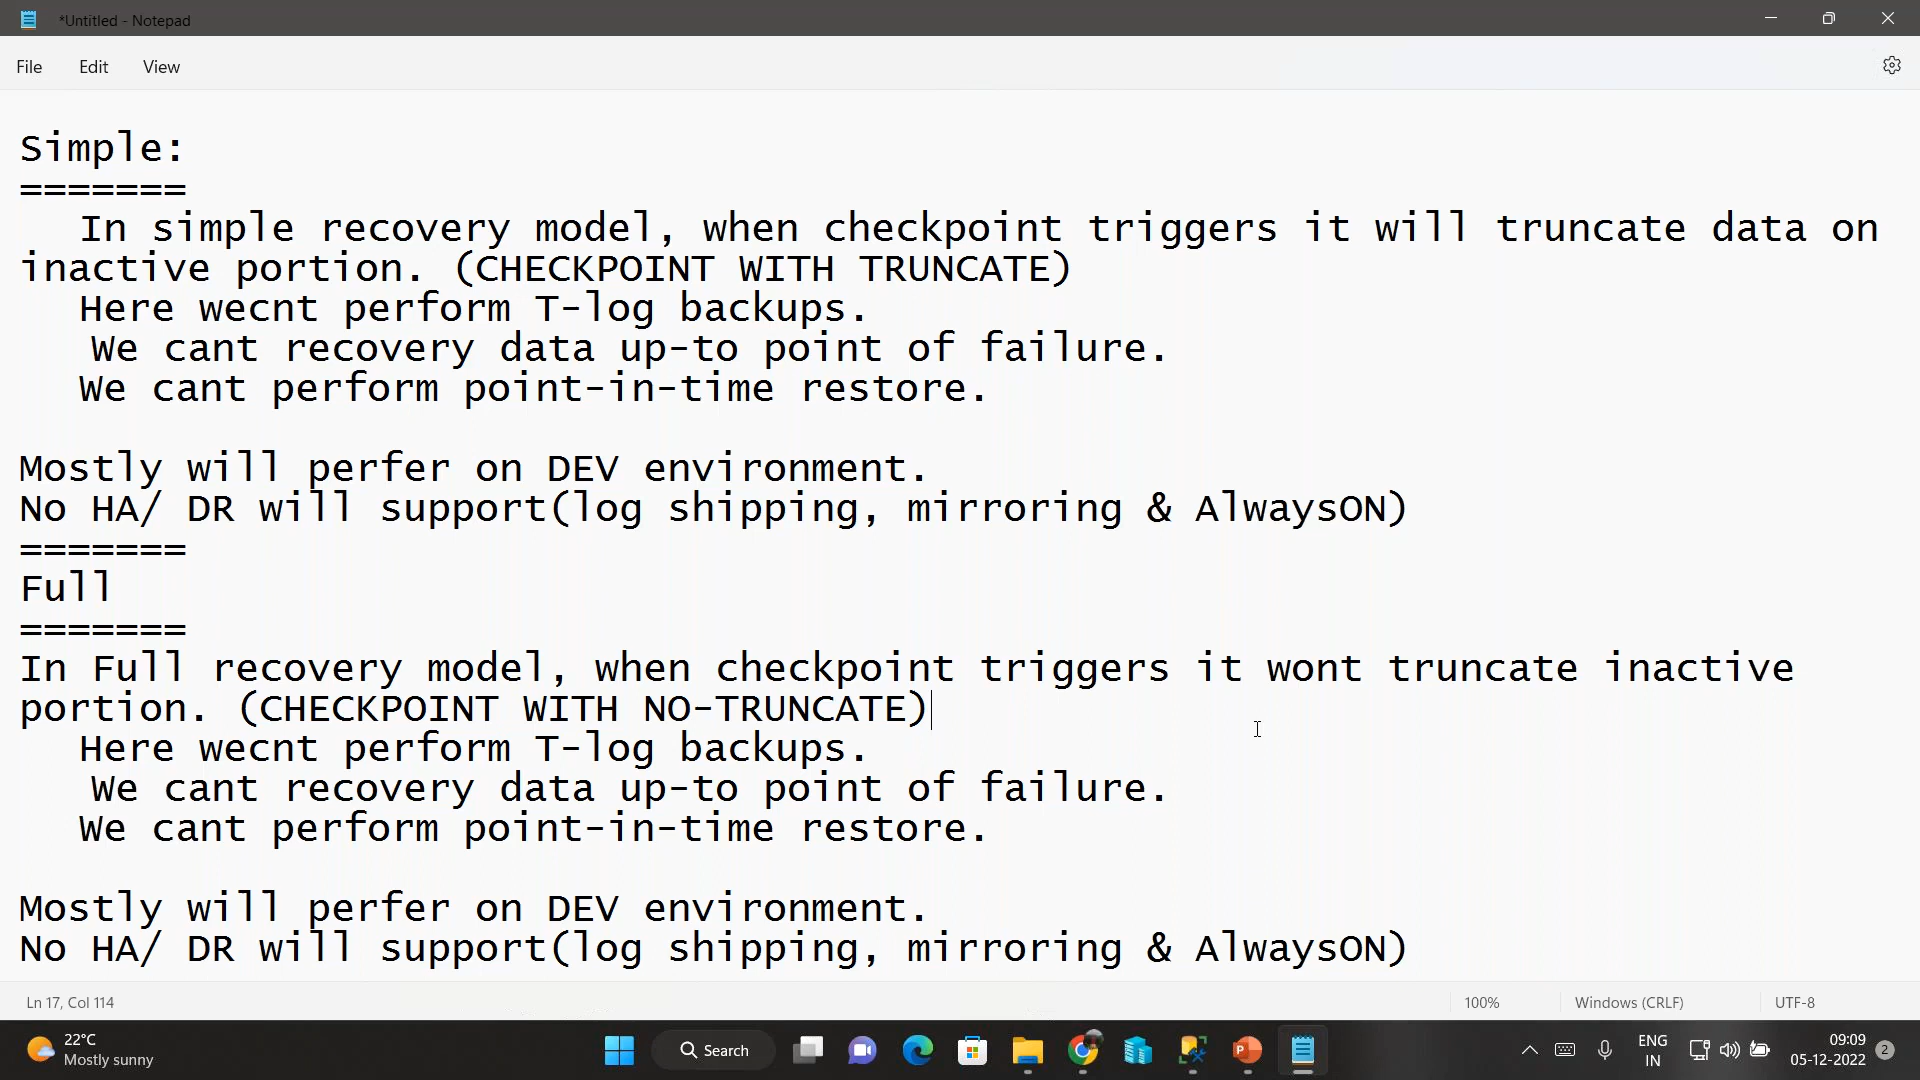 *Untitled - Notepad
File Edit View
Simple:
=======
In simple recovery model, when checkpoint triggers it will truncate data on
inactive portion. (CHECKPOINT WITH TRUNCATE)
Here wecnt perform T-log backups.
We cant recovery data up-to point of failure.
We cant perform point-in-time restore.
Mostly will perfer on DEV environment.
No HA/ DR will support(log shipping, mirroring & AlwaysON)
=======
Full
=======
In Full recovery model, when checkpoint triggers it wont truncate inactive
portion. (CHECKPOINT WITH NO-TRUNCATE)
Here wecnt perform T-log backups.
We cant recovery data up-to point of failure.
We cant perform point-in-time restore.
Mostly will perfer on DEV environment.
No HA/ DR will support(log shipping, mirroring & AlwaysON)
Ln 17, Col 114 100% Windows (CRLF) UTF-8
22°C
Mostly sunny
Search
ENG
IN
09:09
05-12-2022
2